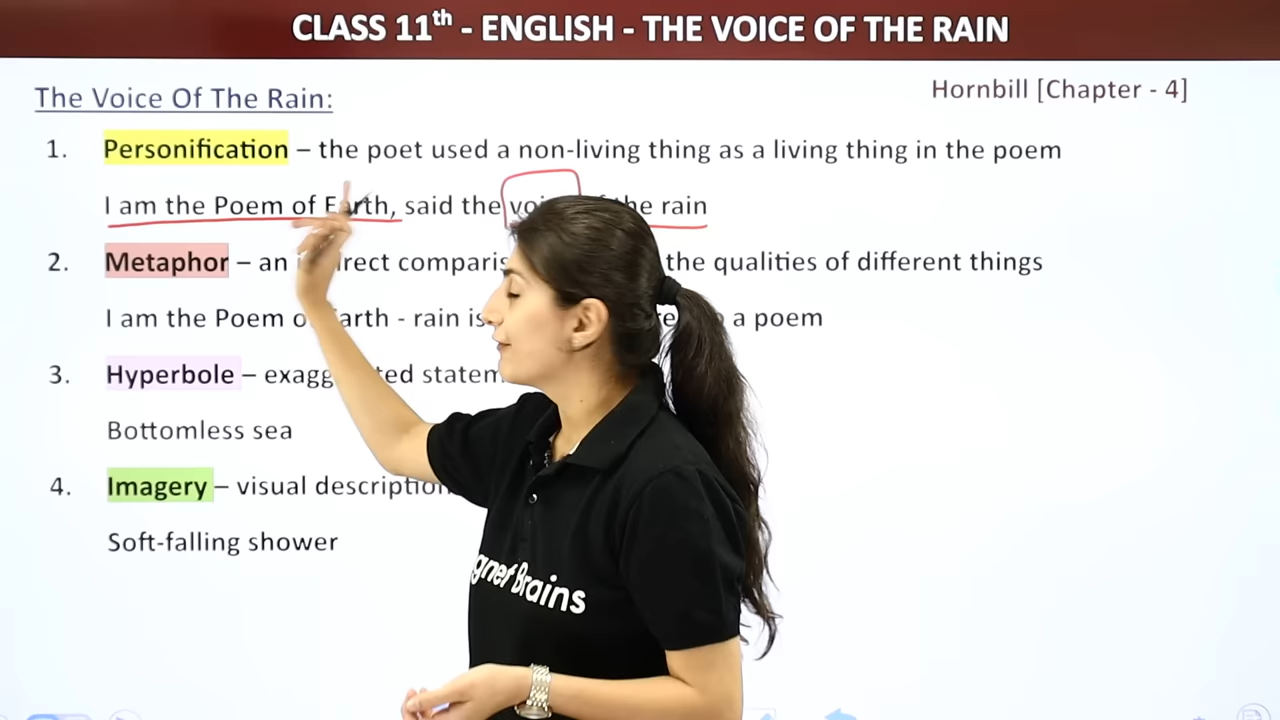 CLASS 11th - ENGLISH - THE VOICE OF THE RAIN
The Voice Of The Rain:
Hornbill [Chapter - 4]
1. Personification – the poet used a non-living thing as a living thing in the poem
I am the Poem of Earth, said the the rain
2. Metaphor – an the qualities of different things
I am the Poem Earth - rain is a poem
3. Hyperbole –
Bottomless sea
4. Imagery – visual description
Soft-falling shower
Brains